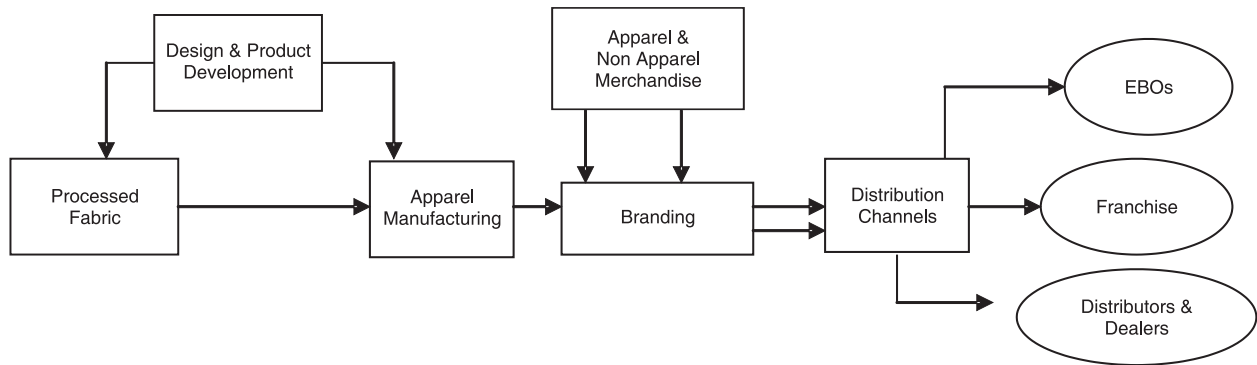 Design & Product
Development
Apparel &
Non Apparel
Merchandise
EBOs
Processed
Fabric
Apparel
Manufacturing
Branding
Distribution
Channels
Franchise
Distributors &
Dealers